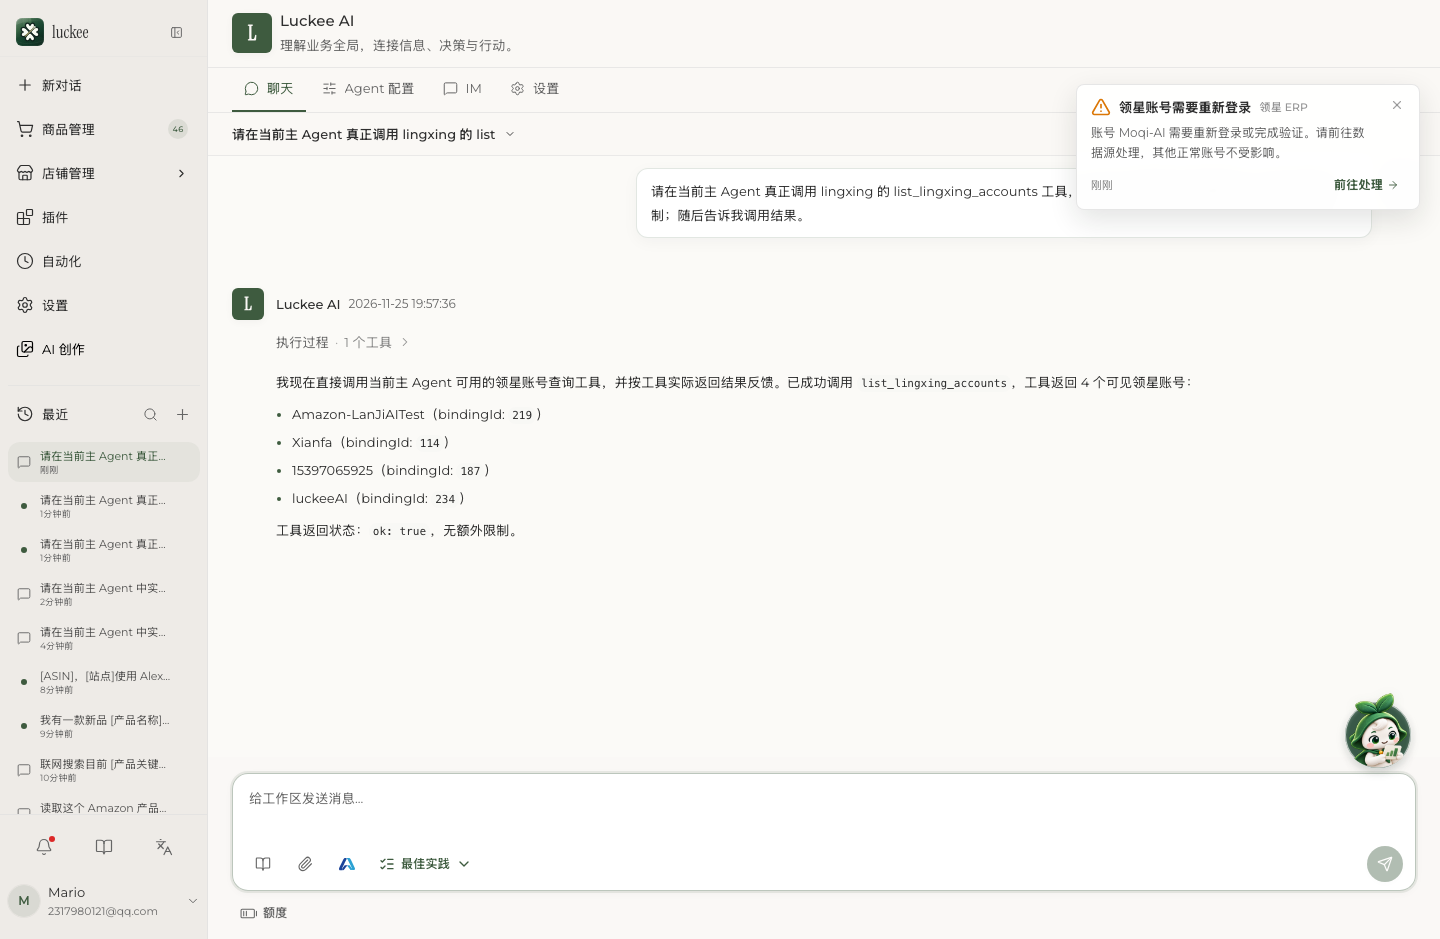 luckee
新对话
商品管理
46
店铺管理
插件
自动化
设置
AI 创作
最近
请在当前主 Agent 真正...
刚刚
请在当前主 Agent 真正...
1分钟前
请在当前主 Agent 真正...
1分钟前
请在当前主 Agent 中实...
2分钟前
请在当前主 Agent 中实...
4分钟前
[ASIN]，[站点]使用 Alex...
8分钟前
我有一款新品 [产品名称]...
9分钟前
联网搜索目前 [产品关键...
10分钟前
读取这个 Amazon 产品...
M
Mario
2317980121@qq.com
L
Luckee AI
理解业务全局，连接信息、决策与行动。
聊天
Agent 配置
IM
设置
请在当前主 Agent 真正调用 lingxing 的 list
领星账号需要重新登录 领星 ERP
账号 Moqi-AI 需要重新登录或完成验证。请前往数
据源处理，其他正常账号不受影响。
刚刚
前往处理
请在当前主 Agent 真正调用 lingxing 的 list_lingxing_accounts 工具，
制；随后告诉我调用结果。
L
Luckee AI 2026-11-25 19:57:36
执行过程 · 1 个工具
我现在直接调用当前主 Agent 可用的领星账号查询工具，并按工具实际返回结果反馈。已成功调用 list_lingxing_accounts，工具返回 4 个可见领星账号：
• Amazon-LanJiAITest（bindingId: 219）
• Xianfa（bindingId: 114）
• 15397065925（bindingId: 187）
• luckeeAI（bindingId: 234）
工具返回状态：ok: true，无额外限制。
给工作区发送消息...
最佳实践
额度